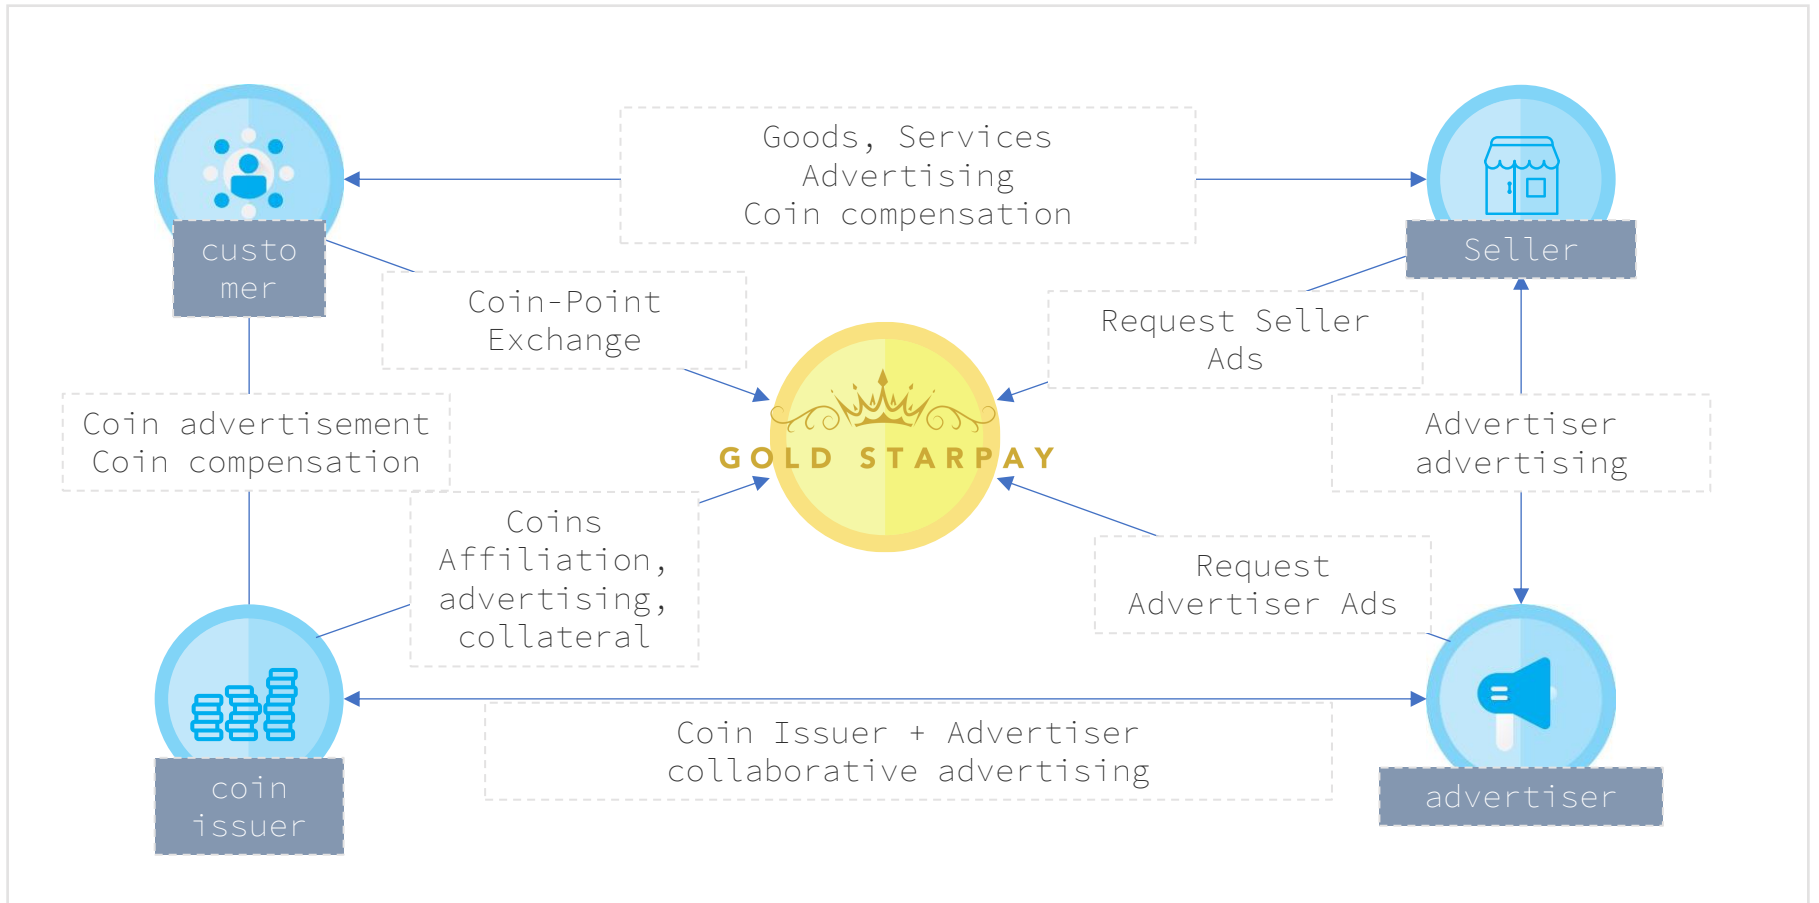 Goods, Services
Advertising
Coin compensation
custo
mer
Seller
Coin-Point
Exchange
Request Seller
Ads
GOLD STARPAY
Coin advertisement
Coin compensation
Advertiser
advertising
Coins
Affiliation,
advertising,
collateral
Request
Advertiser Ads
Coin Issuer + Advertiser
collaborative advertising
coin
issuer
advertiser